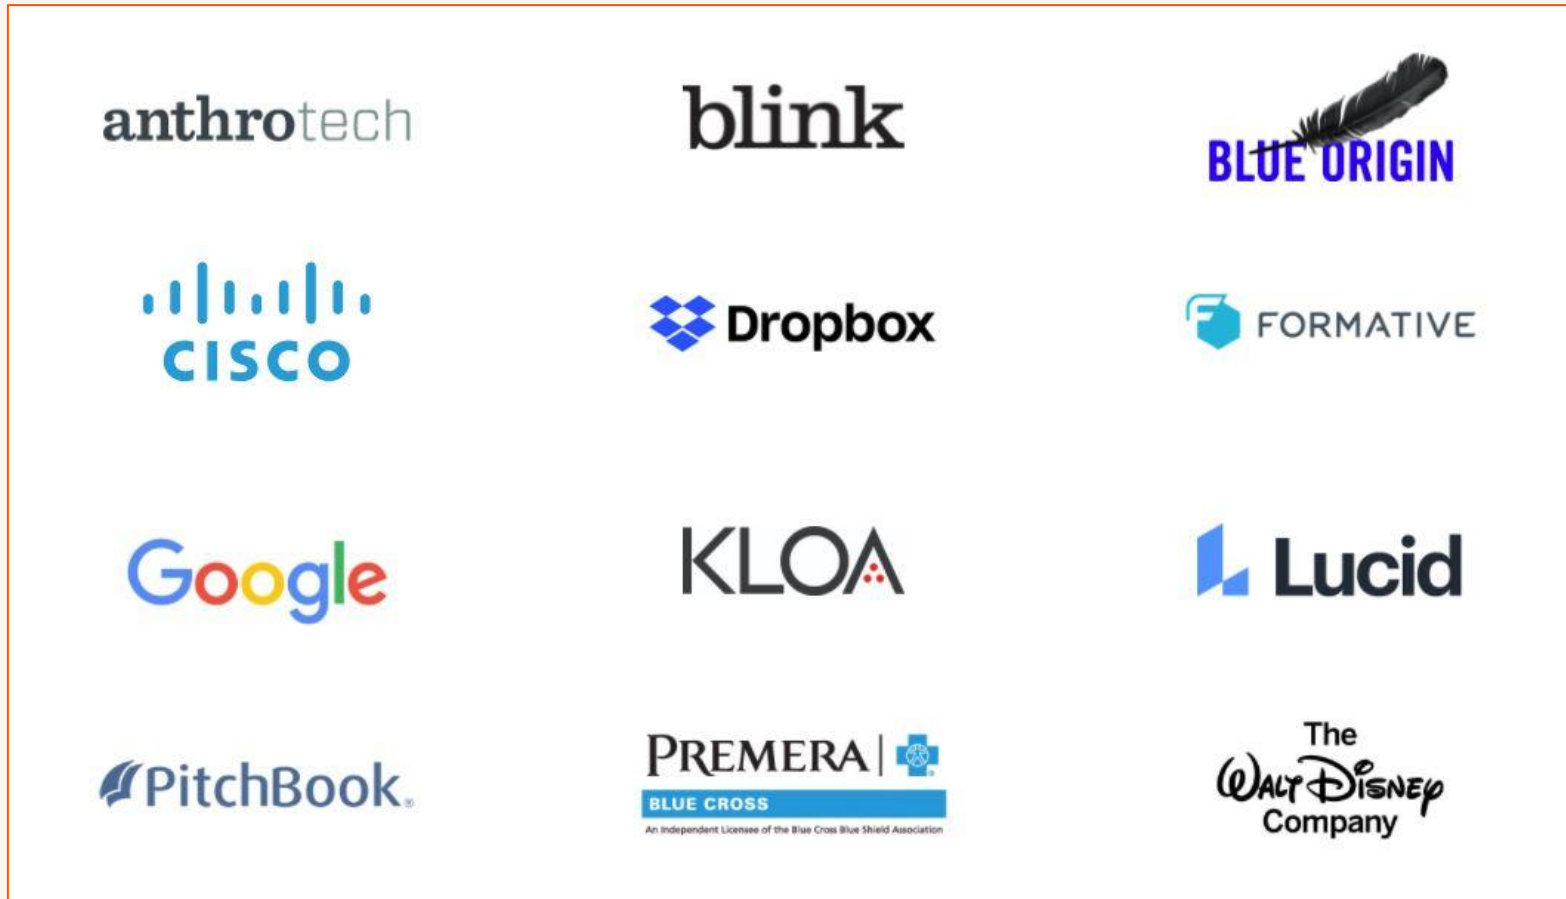 anthrotech
blink
BLUE ORIGIN
CISCO
Dropbox
FORMATIVE
Google
KLOA
Lucid
PitchBook®
PREMERA
BLUE CROSS
An Independent Licensee of the Blue Cross Blue Shield Association
The
WALT DISNEY
Company